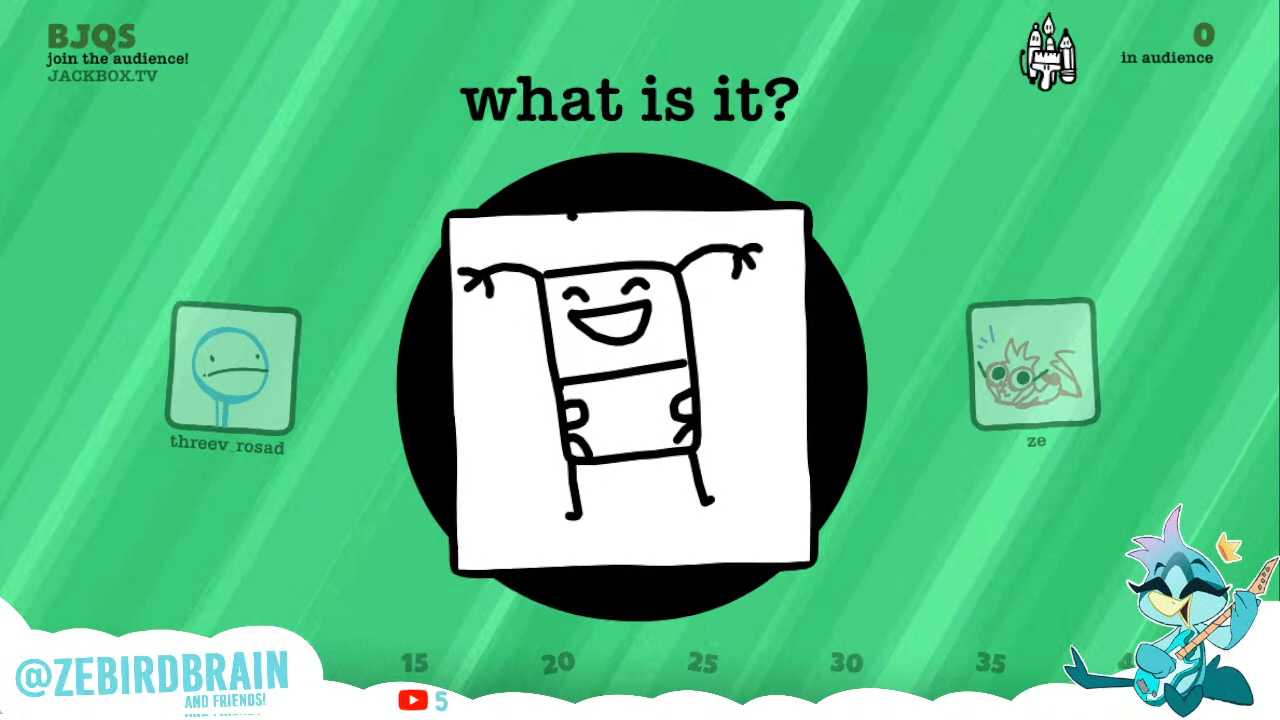 BJQS
join the audience!
JACKBOX.TV
0
in audience
what is it?
threev_rosad
ze
15 20 25 30 35
@ZEBIRDBRAIN
AND FRIENDS!
5